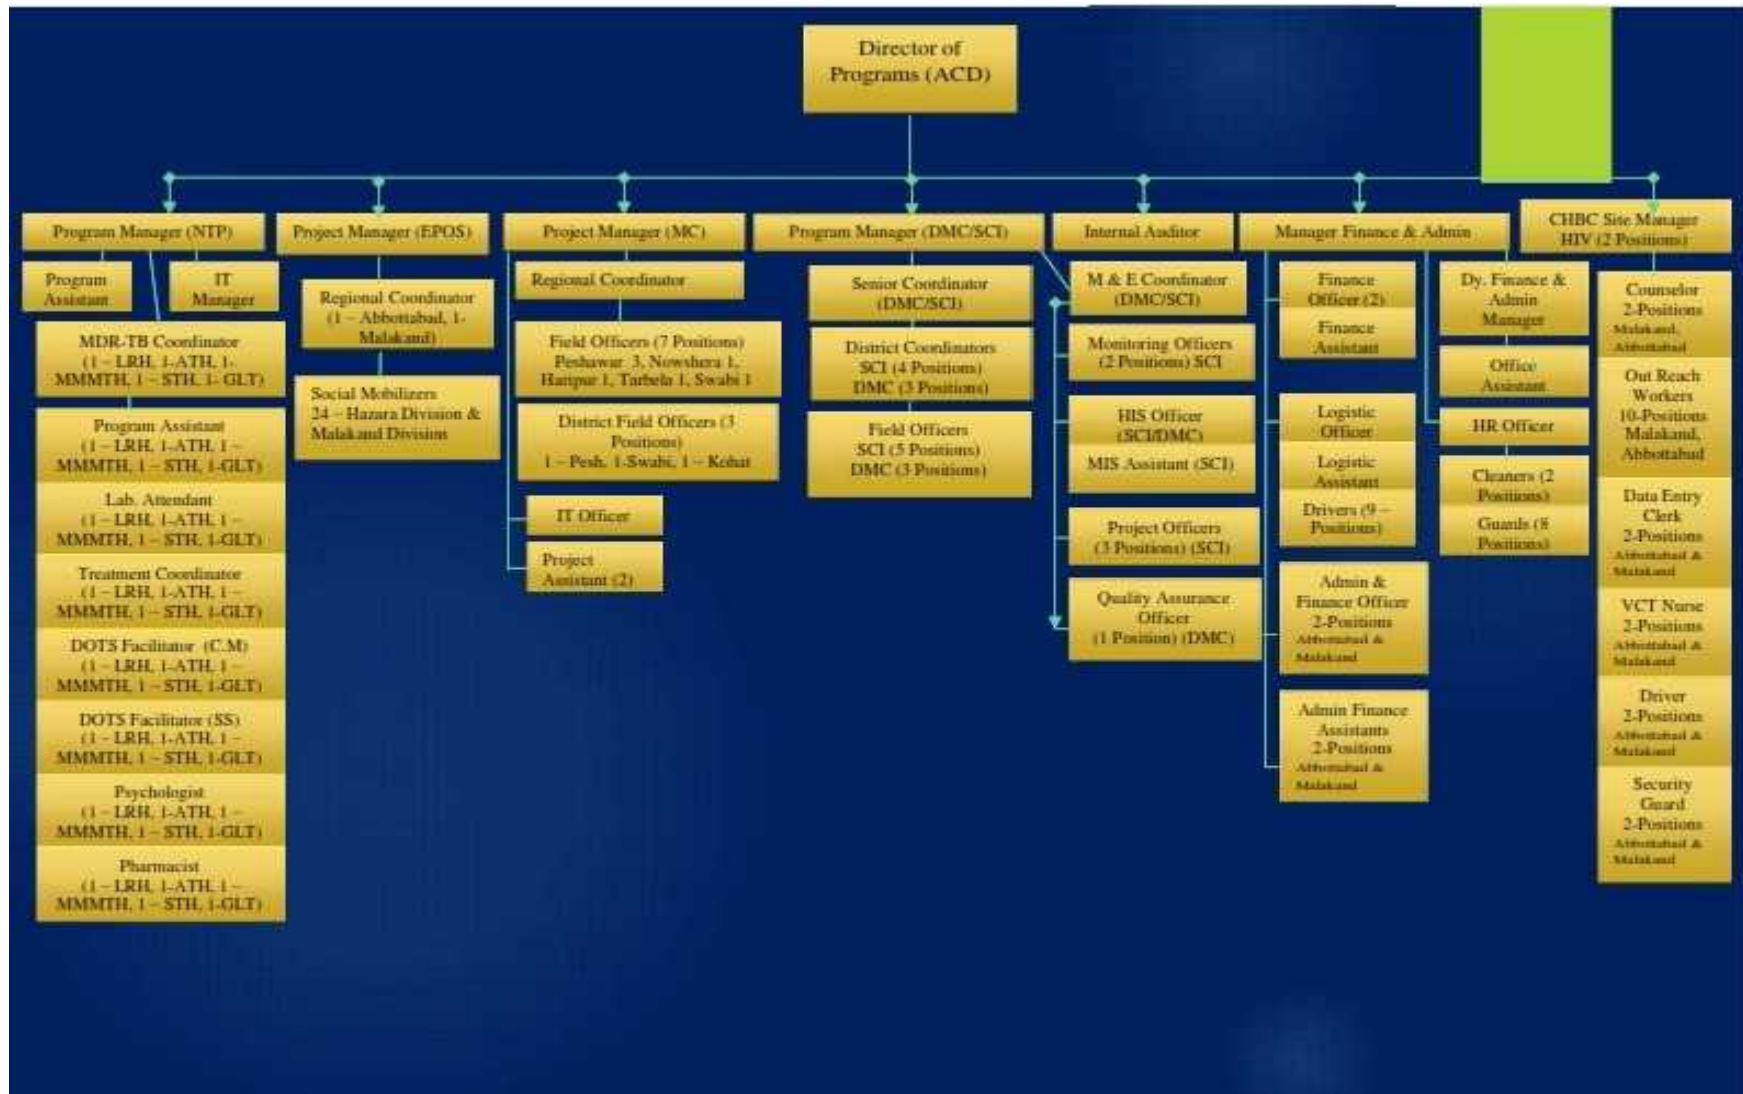 Director of
Programs (ACD)
Program Manager (NTP)
Project Manager (EPOS)
Project Manager (MC)
Program Manager (DMC/SCI)
Internal Auditor
Manager Finance & Admin
CHBC Site Manager
HIV (2 Positions)
Program
Assistant
IT
Manager
MDR-TB Coordinator
(1 – LRH, 1-ATH, 1-
MMMTH, 1 – STH, 1- GLT)
Program Assistant
(1 – LRH, 1-ATH, 1 –
MMMTH, 1 – STH, 1-GLT)
Lab. Attendant
(1 – LRH, 1-ATH, 1 –
MMMTH, 1 – STH, 1-GLT)
Treatment Coordinator
(1 – LRH, 1-ATH, 1 –
MMMTH, 1 – STH, 1-GLT)
DOTS Facilitator (C.M)
(1 – LRH, 1-ATH, 1 –
MMMTH, 1 – STH, 1-GLT)
DOTS Facilitator (SS)
(1 – LRH, 1-ATH, 1 –
MMMTH, 1 – STH, 1-GLT)
Psychologist
(1 – LRH, 1-ATH, 1 –
MMMTH, 1 – STH, 1-GLT)
Pharmacist
(1 – LRH, 1-ATH, 1 –
MMMTH, 1 – STH, 1-GLT)
Regional Coordinator
(1 – Abbottabad, 1-
Malakand)
Social Mobilizers
24 – Hazara Division &
Malakand Division
Regional Coordinator
Field Officers (7 Positions)
Peshawar 3, Nowshera 1,
Haripur 1, Tarbela 1, Swabi 1
District Field Officers (3
Positions)
1 – Pesh, 1-Swabi, 1 – Kohat
IT Officer
Project
Assistant (2)
Senior Coordinator
(DMC/SCI)
District Coordinators
SCI (4 Positions)
DMC (3 Positions)
Field Officers
SCI (5 Positions)
DMC (3 Positions)
M & E Coordinator
(DMC/SCI)
Monitoring Officers
(2 Positions) SCI
HIS Officer
(SCI/DMC)
MIS Assistant (SCI)
Project Officers
(3 Positions) (SCI)
Quality Assurance
Officer
(1 Position) (DMC)
Finance
Officer (2)
Finance
Assistant
Logistic
Officer
Logistic
Assistant
Drivers (9 –
Positions)
Admin &
Finance Officer
2-Positions
Abbottabad &
Malakand
Admin Finance
Assistants
2-Positions
Abbottabad &
Malakand
Dy. Finance &
Admin
Manager
Office
Assistant
HR Officer
Cleaners (2
Positions)
Guards (8
Positions)
Counselor
2-Positions
Malakand,
Abbottabad
Out Reach
Workers
10-Positions
Malakand,
Abbottabad
Data Entry
Clerk
2-Positions
Abbottabad &
Malakand
VCT Nurse
2-Positions
Abbottabad &
Malakand
Driver
2-Positions
Abbottabad &
Malakand
Security
Guard
2-Positions
Abbottabad &
Malakand